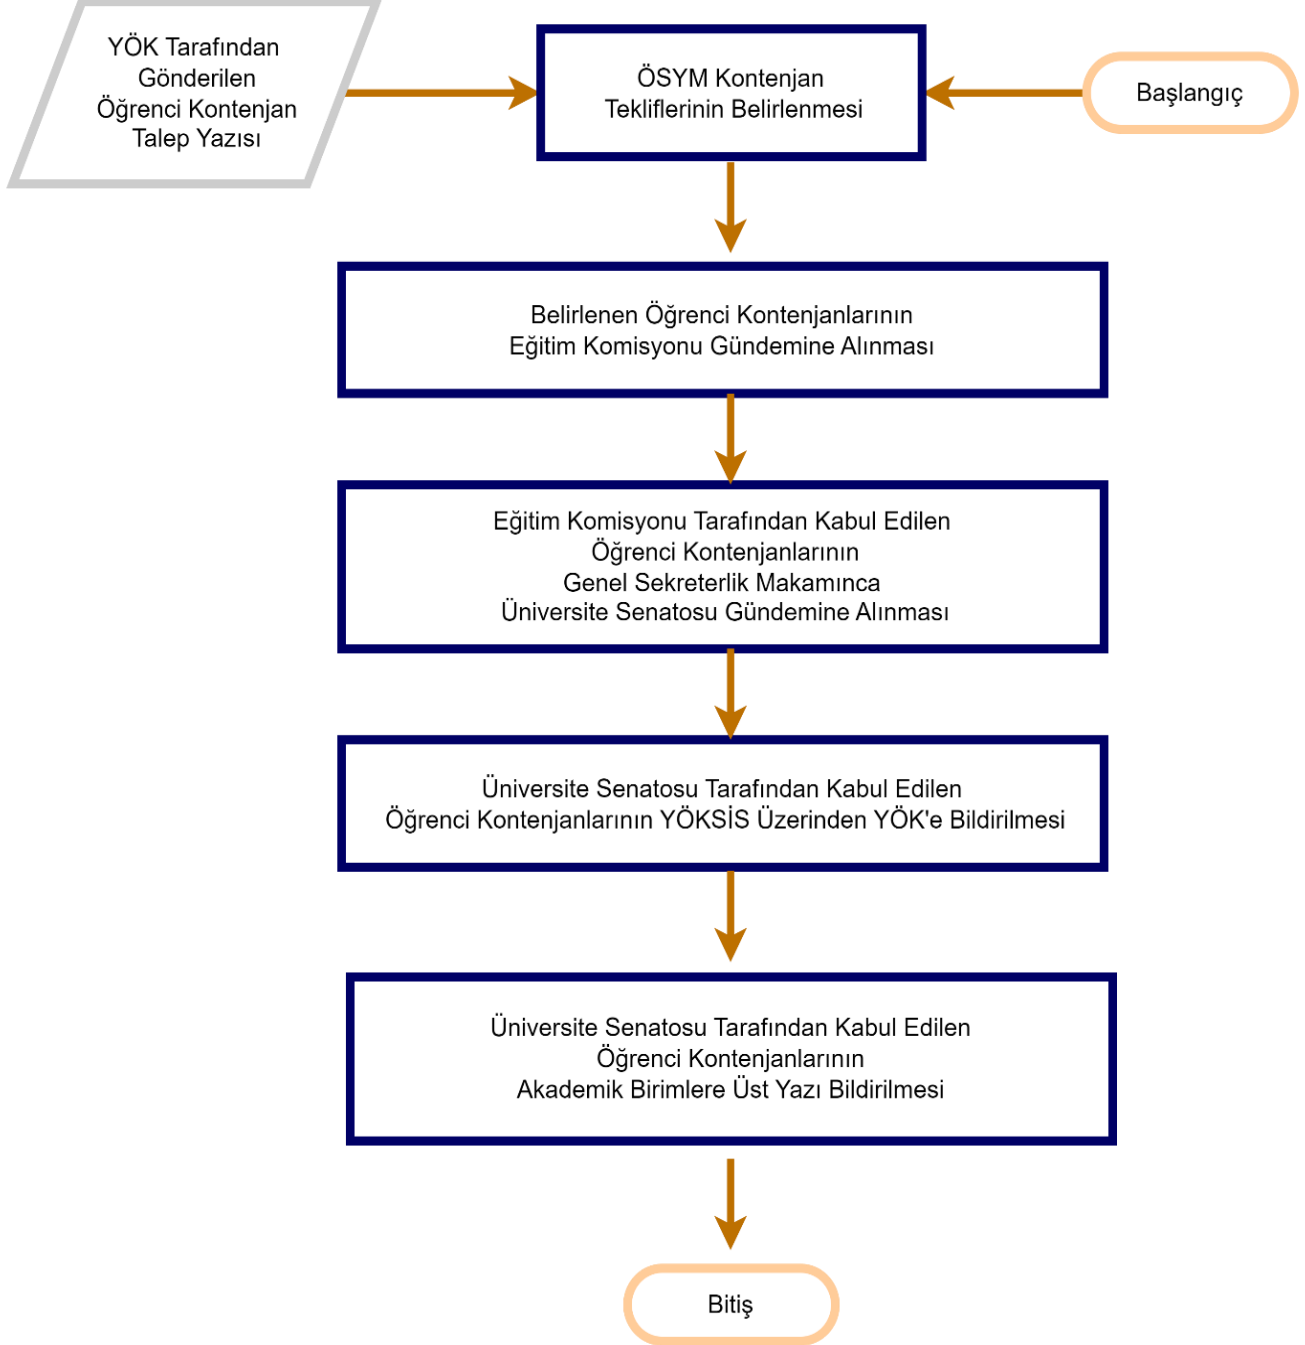 YÖK Tarafından
Gönderilen
Öğrenci Kontenjan
Talep Yazısı
ÖSYM Kontenjan
Tekliflerinin Belirlenmesi
Başlangıç
Belirlenen Öğrenci Kontenjanlarının
Eğitim Komisyonu Gündemine Alınması
Eğitim Komisyonu Tarafından Kabul Edilen
Öğrenci Kontenjanlarının
Genel Sekreterlik Makamınca
Üniversite Senatosu Gündemine Alınması
Üniversite Senatosu Tarafından Kabul Edilen
Öğrenci Kontenjanlarının YÖKSİS Üzerinden YÖK'e Bildirilmesi
Üniversite Senatosu Tarafından Kabul Edilen
Öğrenci Kontenjanlarının
Akademik Birimlere Üst Yazı Bildirilmesi
Bitiş